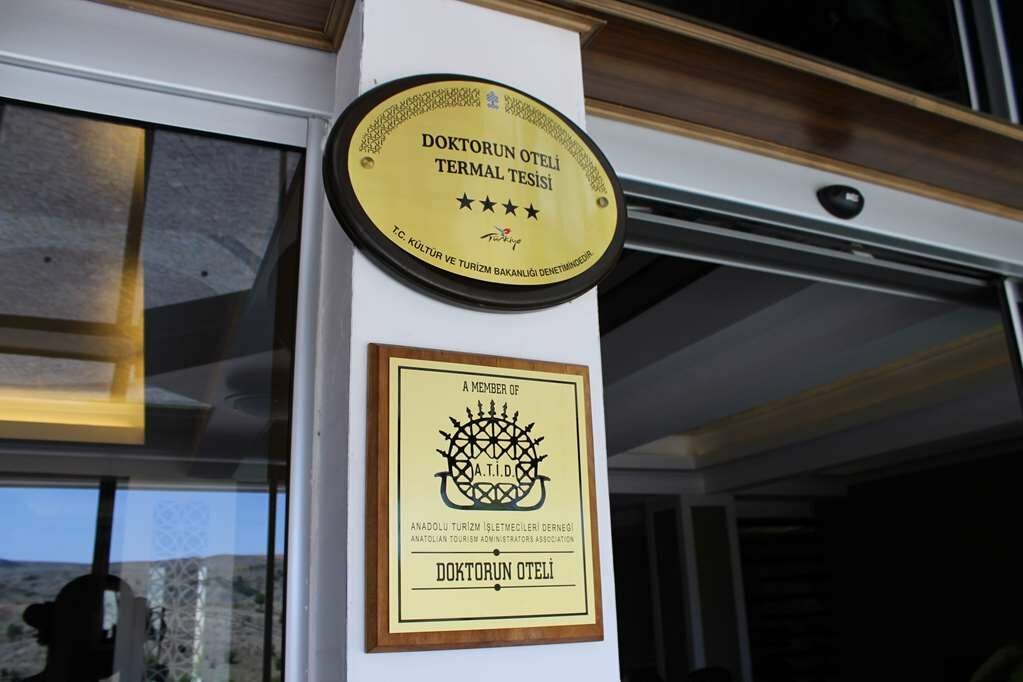 DOKTORUN OTELİ
TERMAL TESİSİ
Türkiye
T.C. KÜLTÜR VE TURİZM BAKANLIĞI DENETİMİNDEDİR.
A MEMBER OF
A.T.İ.D.
ANADOLU TURİZM İŞLETMECİLERİ DERNEĞİ
ANATOLIAN TOURISM ADMINISTRATORS ASSOCIATION
DOKTORUN OTELİ